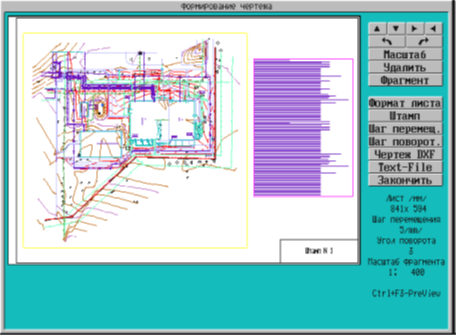 Формирование чертежа
Масштаб
Удалить
Фрагмент
Формат листа
Штамп
Шаг перемещ.
Шаг поворот.
Чертеж DXF
Text-File
Закончить
Лист /мм/
841x 594
Шаг перемещения
5/мм/
Угол поворота
3
Масштаб фрагмента
1: 400
Ctrl+F3-PreView
Штамп N 1